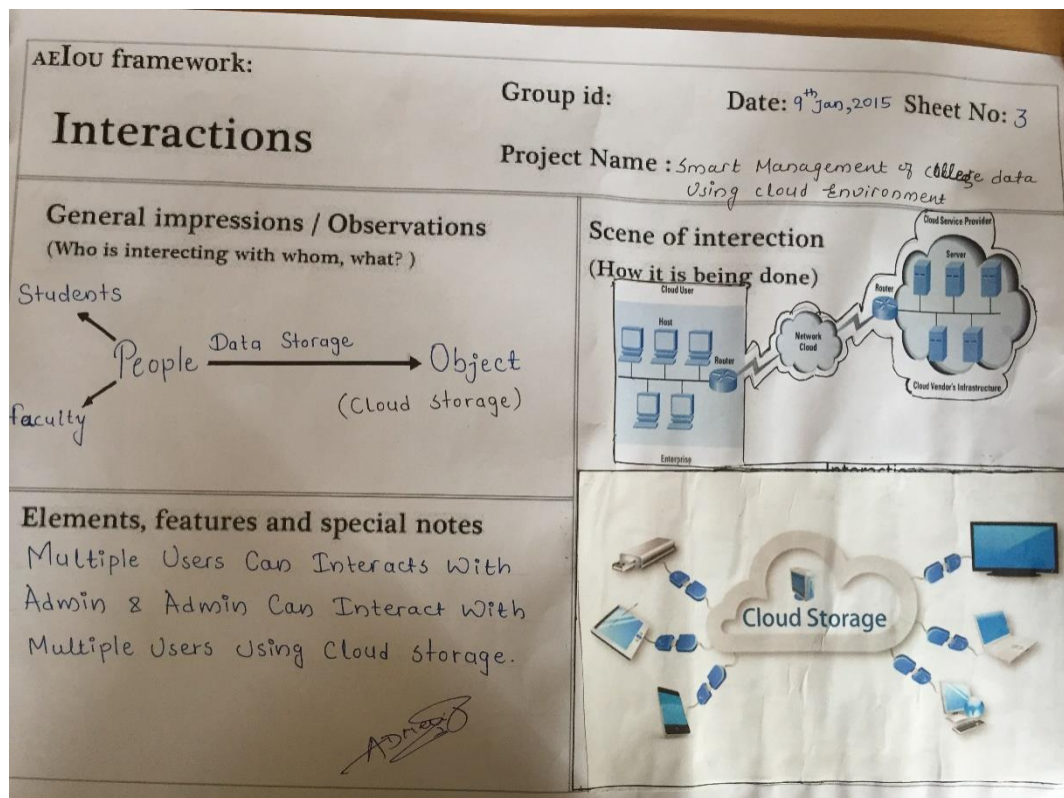 AEIOU framework:
Interactions
Group id:
Date: 9th Jan, 2015 Sheet No: 3
Project Name : Smart Management of college data
Using cloud Environment
General impressions / Observations
(Who is interecting with whom, what? )
Students
People Data Storage Object
(Cloud Storage)
faculty
Scene of interection
(How it is being done)
Cloud User
Host
Router
Enterprise
Network
Cloud
Router
Cloud Service Provider
Server
Cloud Vendor's Infrastructure
Interactions
Elements, features and special notes
Multiple Users Can Interacts With
Admin & Admin Can Interact With
Multiple Users Using Cloud Storage.
Cloud Storage